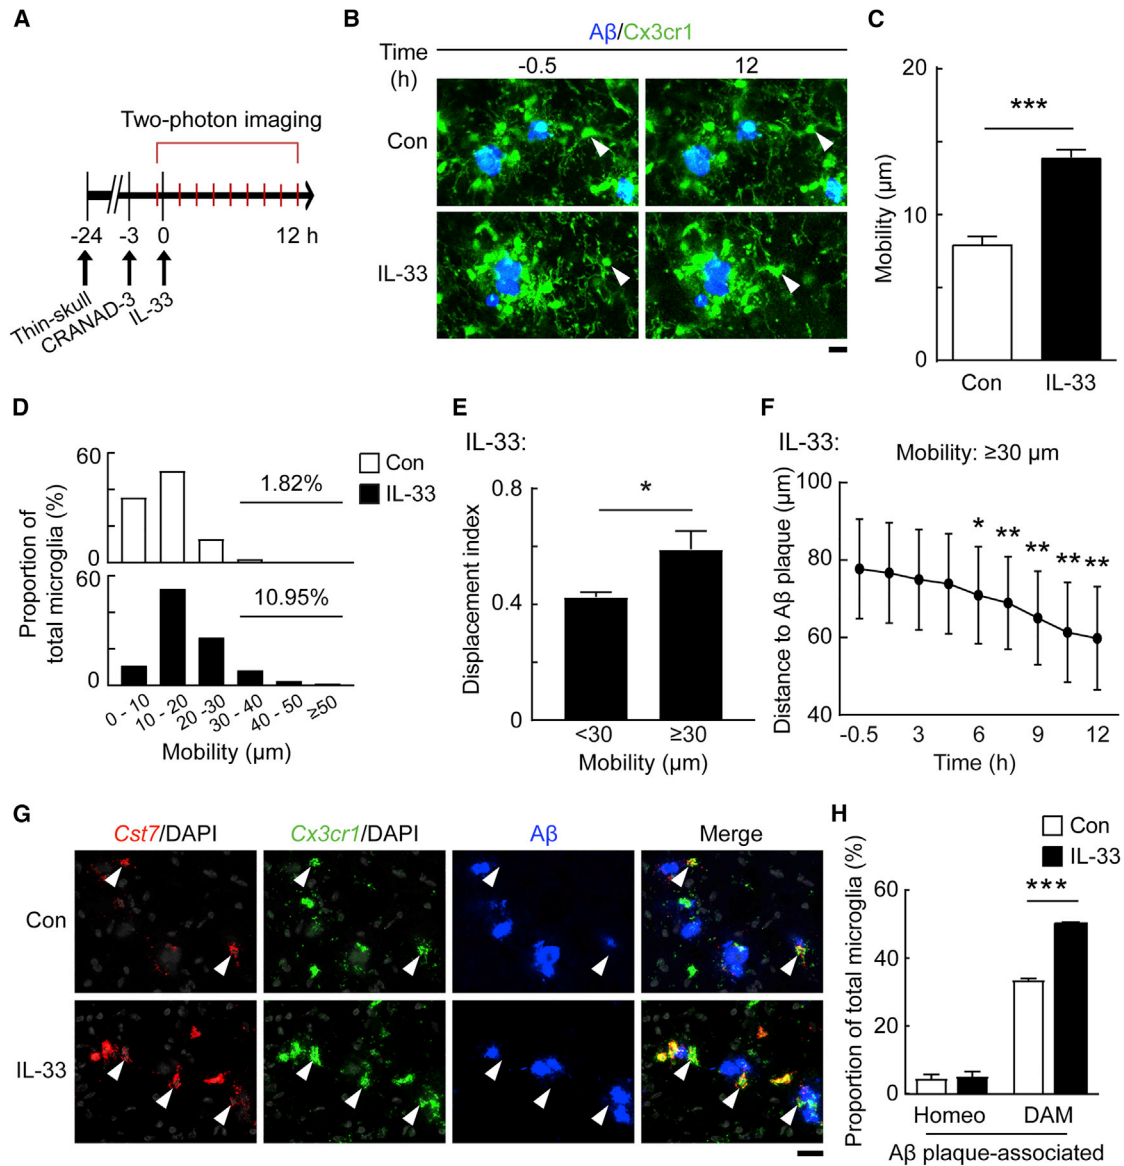 A
Two-photon imaging
-24 -3 0 12 h
Thin-skull
CRANAD-3
IL-33
B
Aβ/Cx3cr1
Time
(h)
-0.5 12
Con
IL-33
C
Mobility (µm)
20
10
0
***
Con IL-33
D
Proportion of
total microglia (%)
60
0
60
0
1.82%
10.95%
Con
IL-33
0 - 10
10 - 20
20 -30
30 - 40
40 - 50
≥50
Mobility (µm)
E
IL-33:
Displacement index
0.8
0.4
0
*
<30 ≥30
Mobility (µm)
F
IL-33:
Mobility: ≥30 µm
Distance to Aβ plaque (µm)
100
80
60
40
* ** ** ** **
-0.5 3 6 9 12
Time (h)
G
Cst7/DAPI Cx3cr1/DAPI Aβ Merge
Con
IL-33
H
Con
IL-33
Proportion of total microglia (%)
60
40
20
0
***
Homeo DAM
Aβ plaque-associated